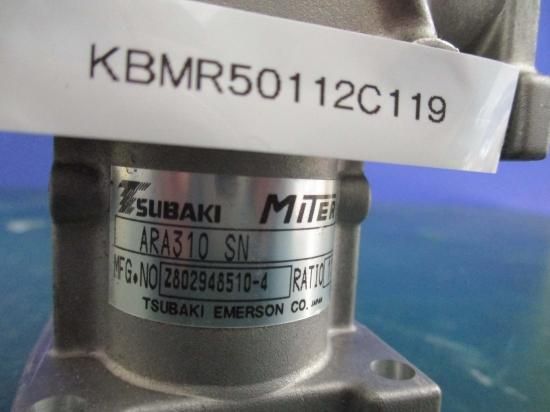 KBMR50112C119
TSUBAKI MITER
ARA310 SN
MFG.NO Z802948510-4 RATIO
TSUBAKI EMERSON CO. JAPAN